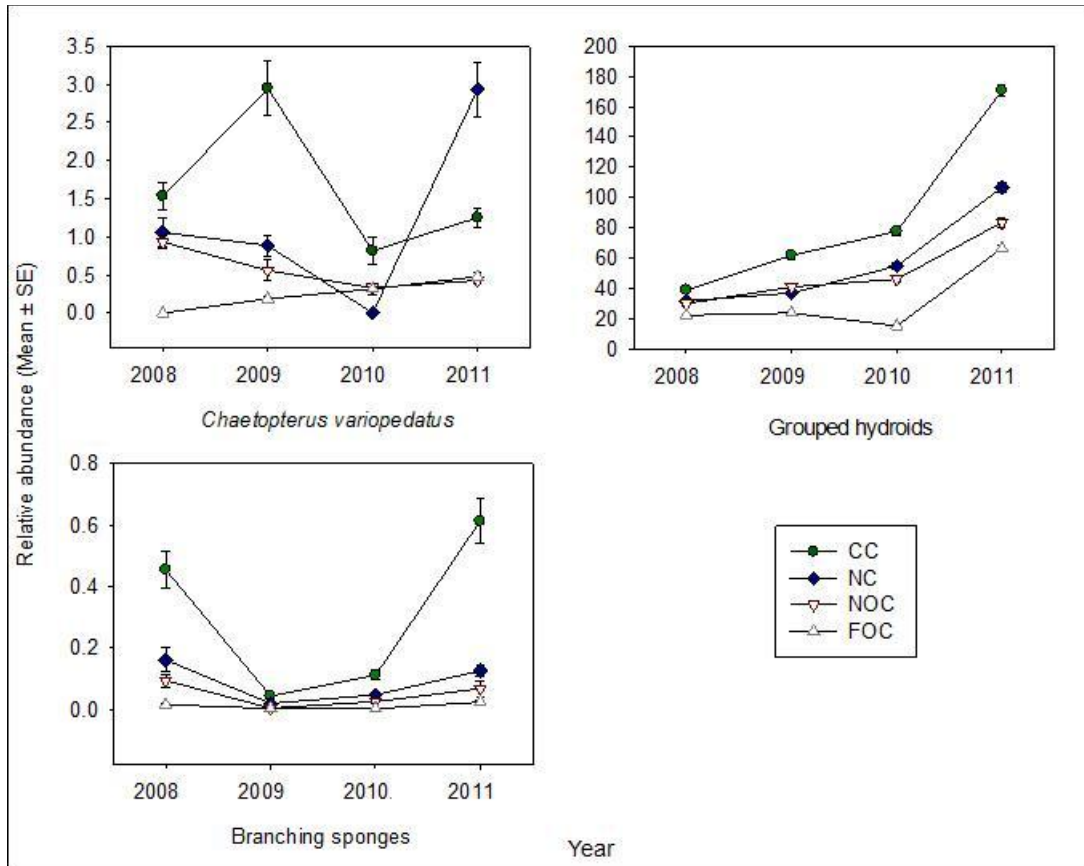 Relative abundance (Mean ± SE)
3.5
3.0
2.5
2.0
1.5
1.0
0.5
0.0
2008 2009 2010 2011
Chaetopterus variopedatus
200
180
160
140
120
100
80
60
40
20
0
2008 2009 2010 2011
Grouped hydroids
0.8
0.6
0.4
0.2
0.0
2008 2009 2010. 2011
Branching sponges
CC
NC
NOC
FOC
Year